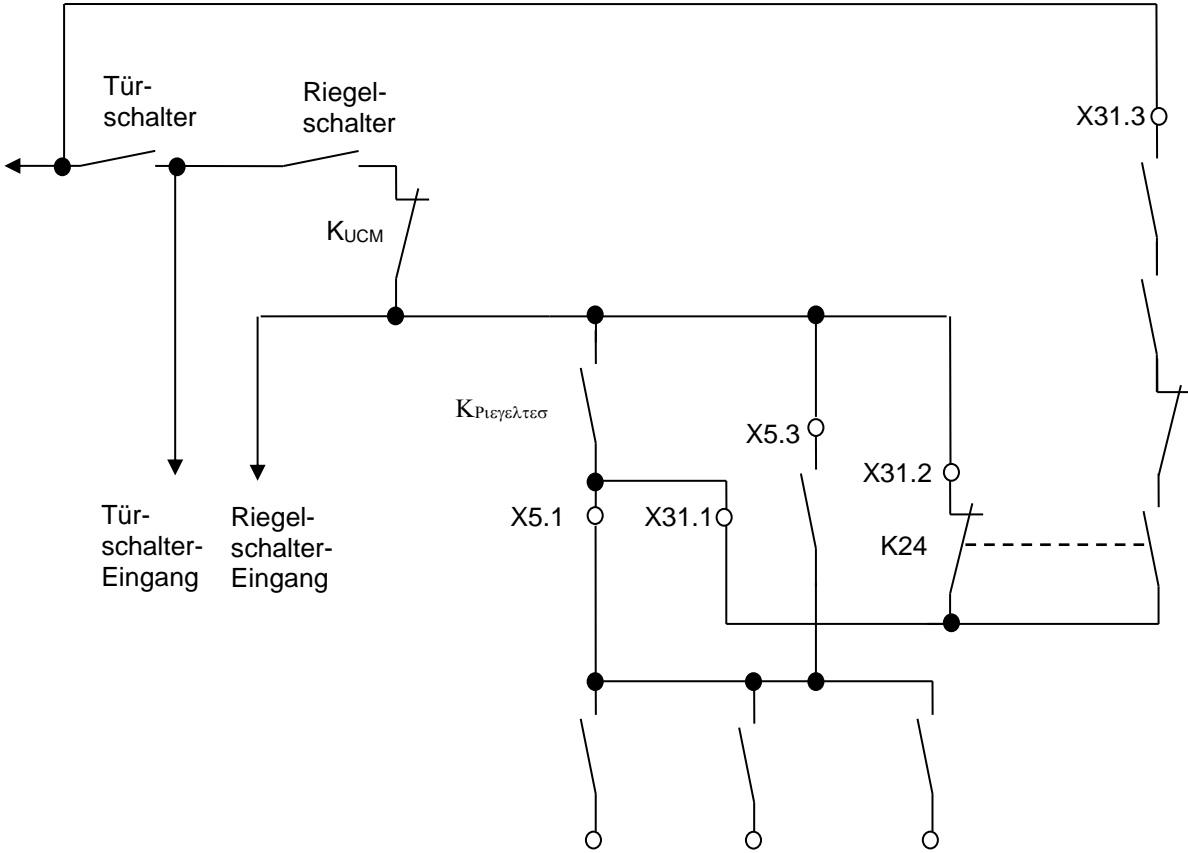 X31.3
Tür-
schalter
Riegel-
schalter
KUCM
KΡιεγελτεσ
X5.3
X31.2
X5.1
X31.1
K24
Tür-
schalter-
Eingang
Riegel-
schalter-
Eingang